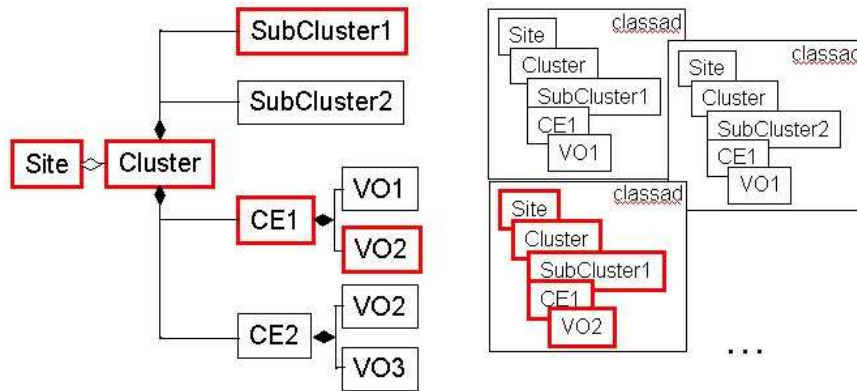 SubCluster1
SubCluster2
Site
Cluster
CE1
VO1
VO2
CE2
VO2
VO3
classad
Site
Cluster
SubCluster1
CE1
VO1
classad
Site
Cluster
SubCluster2
CE1
VO1
classad
Site
Cluster
SubCluster1
CE1
VO2
...